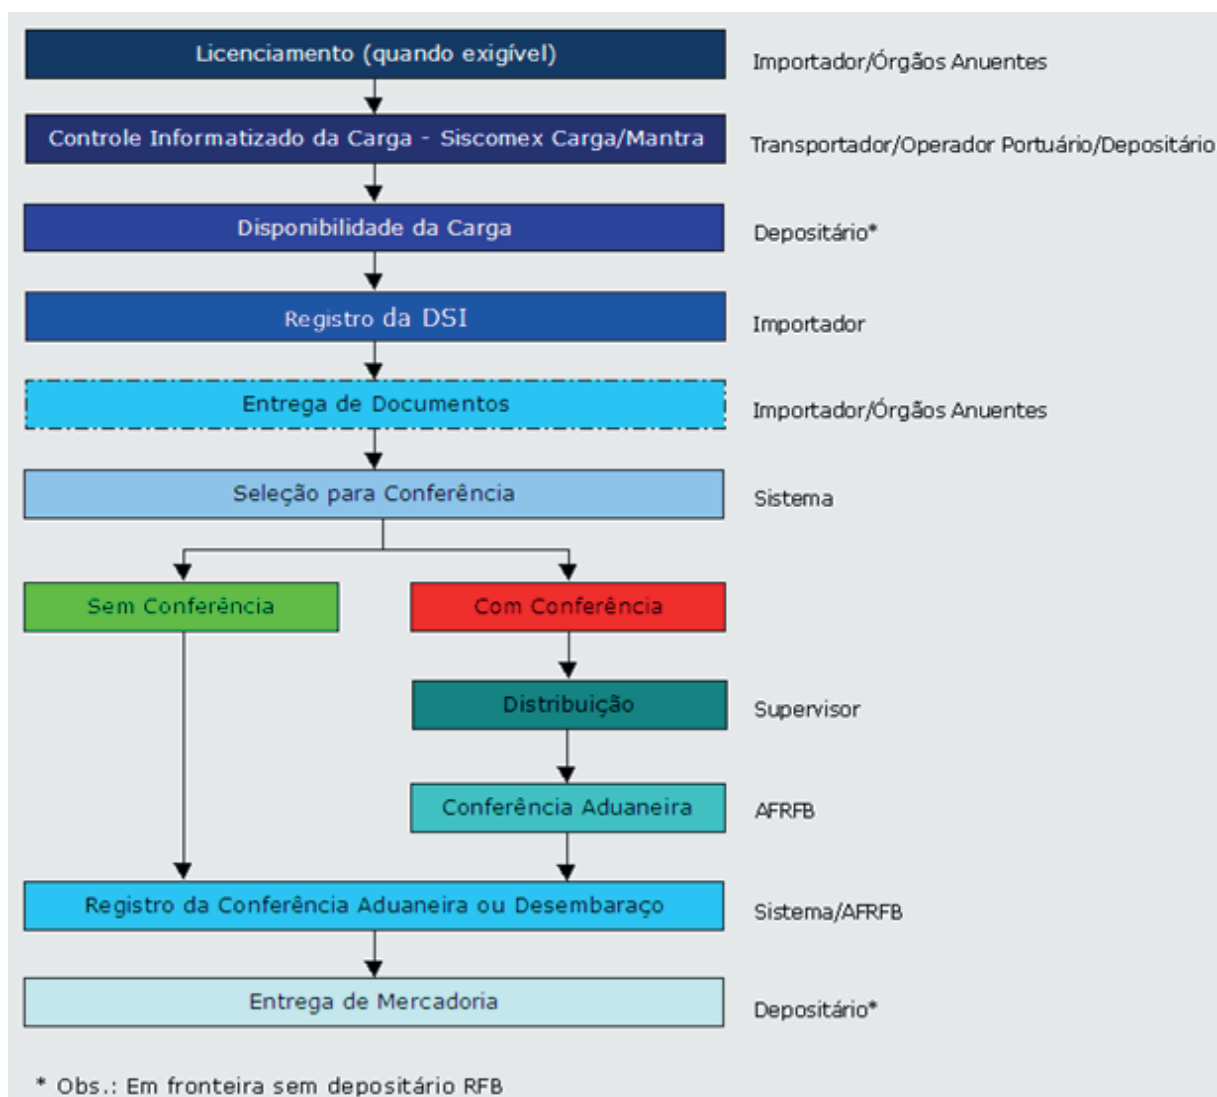 Licenciamento (quando exigível)
Importador/Órgãos Anuentes
Controle Informatizado da Carga - Siscomex Carga/Mantra
Transportador/Operador Portuário/Depositário
Disponibilidade da Carga
Depositário*
Registro da DSI
Importador
Entrega de Documentos
Importador/Órgãos Anuentes
Seleção para Conferência
Sistema
Sem Conferência
Com Conferência
Distribuição
Supervisor
Conferência Aduaneira
AFRFB
Registro da Conferência Aduaneira ou Desembaraço
Sistema/AFRFB
Entrega de Mercadoria
Depositário*
* Obs.: Em fronteira sem depositário RFB